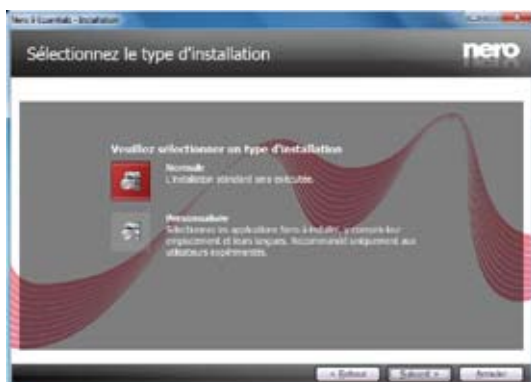 Nero 9 Essentials - Installation
Sélectionnez le type d'installation
nero
Veuillez sélectionner un type d'installation
Normale
L'installation standard sera exécutée.
Personnalisée
Sélectionnez les applications Nero à installer, y compris leur
emplacement et leurs langues. Recommandé uniquement aux
utilisateurs expérimentés.
< Retour
Suivant >
Annuler